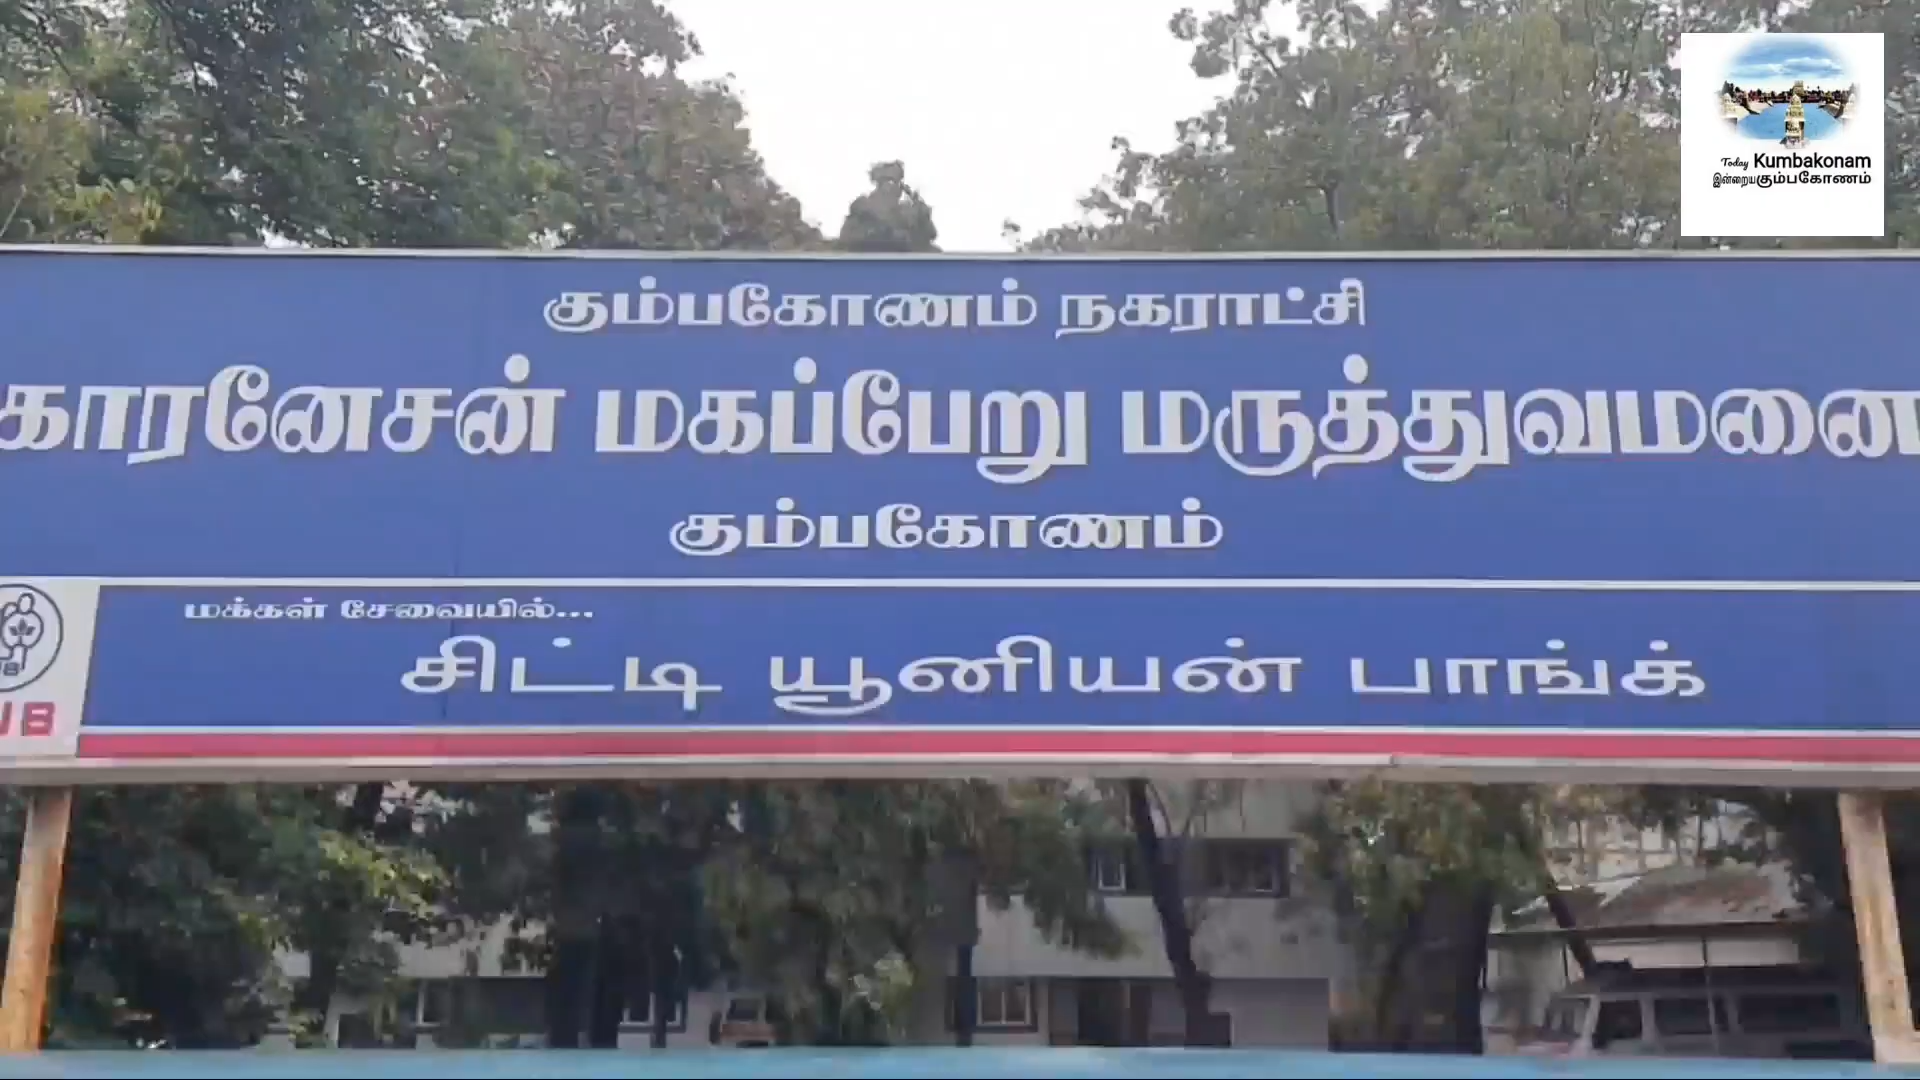 Today Kumbakonam
இன்றைய கும்பகோணம்
கும்பகோணம் நகராட்சி
காரனேசன் மகப்பேறு மருத்துவமனை
கும்பகோணம்
மக்கள் சேவையில்...
சிட்டி யூனியன் பாங்க்